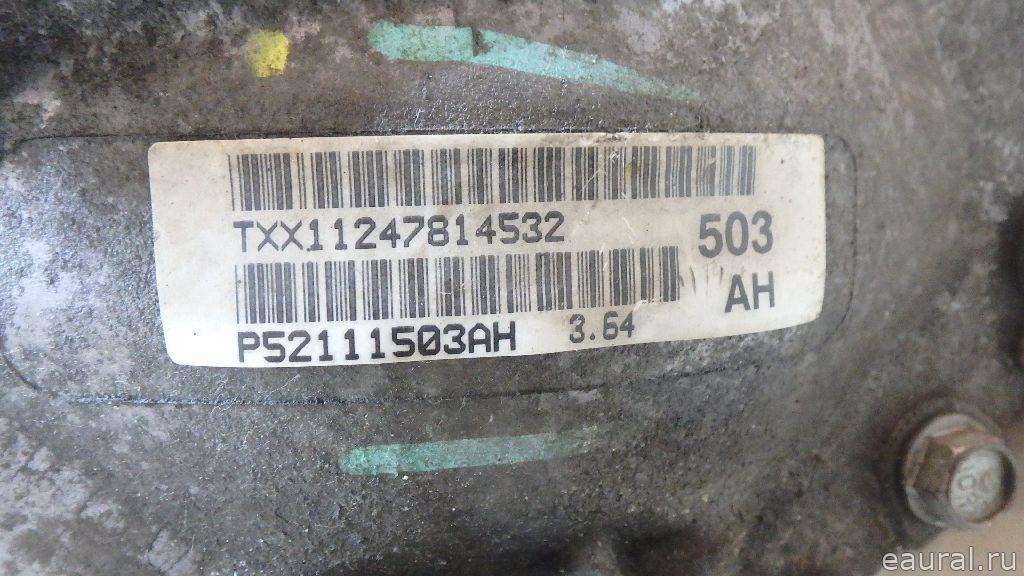 TXX11247814532
503
P52111503AH 3.64 AH
eaural.ru